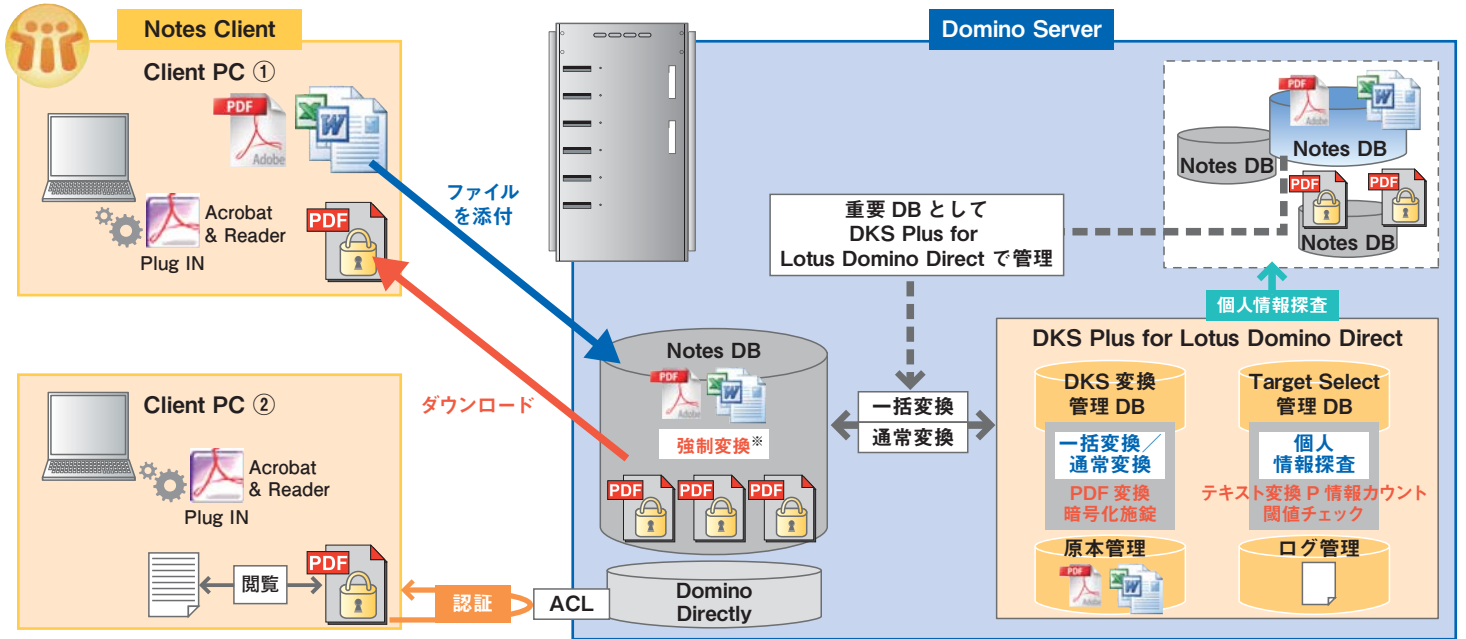 Notes Client
Client PC ①
PDF
Adobe
W
Acrobat
& Reader
Plug IN
PDF
ファイル
を添付
ダウンロード
Client PC ②
Acrobat
& Reader
Plug IN
閲覧
PDF
認証
ACL
Domino Server
重要 DB として
DKS Plus for
Lotus Domino Direct で管理
PDF
Adobe
W
Notes DB
Notes DB
PDF
PDF
Notes DB
個人情報探査
Notes DB
PDF
Adobe
W
強制変換※
PDF
PDF
PDF
Domino
Directly
一括変換
通常変換
DKS Plus for Lotus Domino Direct
DKS 変換
管理 DB
一括変換／
通常変換
PDF 変換
暗号化施錠
原本管理
PDF
Adobe
W
Target Select
管理 DB
個人
情報探査
テキスト変換 P 情報カウント
閾値チェック
ログ管理